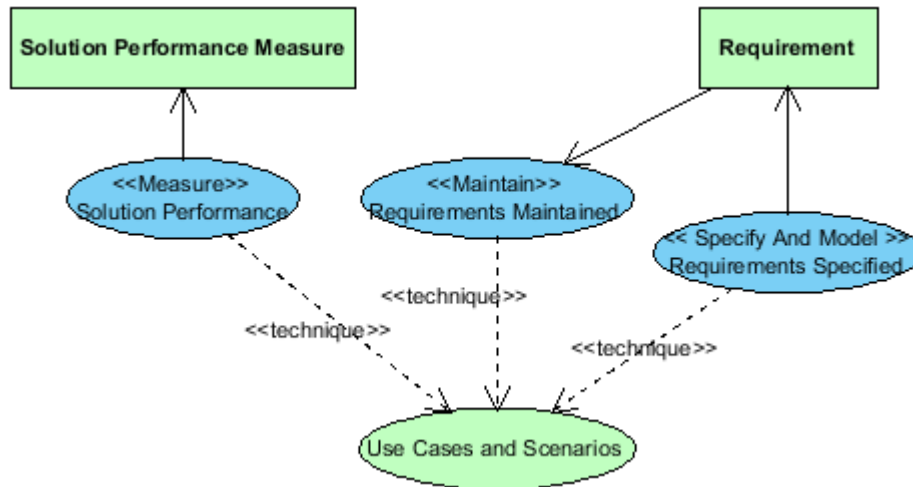 Solution Performance Measure
Requirement
<<Measure>>
Solution Performance
<<Maintain>>
Requirements Maintained
<< Specify And Model >>
Requirements Specified
<<technique>>
<<technique>>
<<technique>>
Use Cases and Scenarios